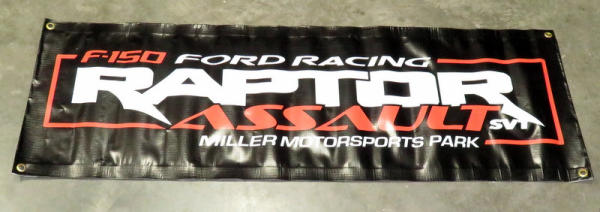 F-150 FORD RACING
RAPTOR
ASSAULT SVT
MILLER MOTORSPORTS PARK